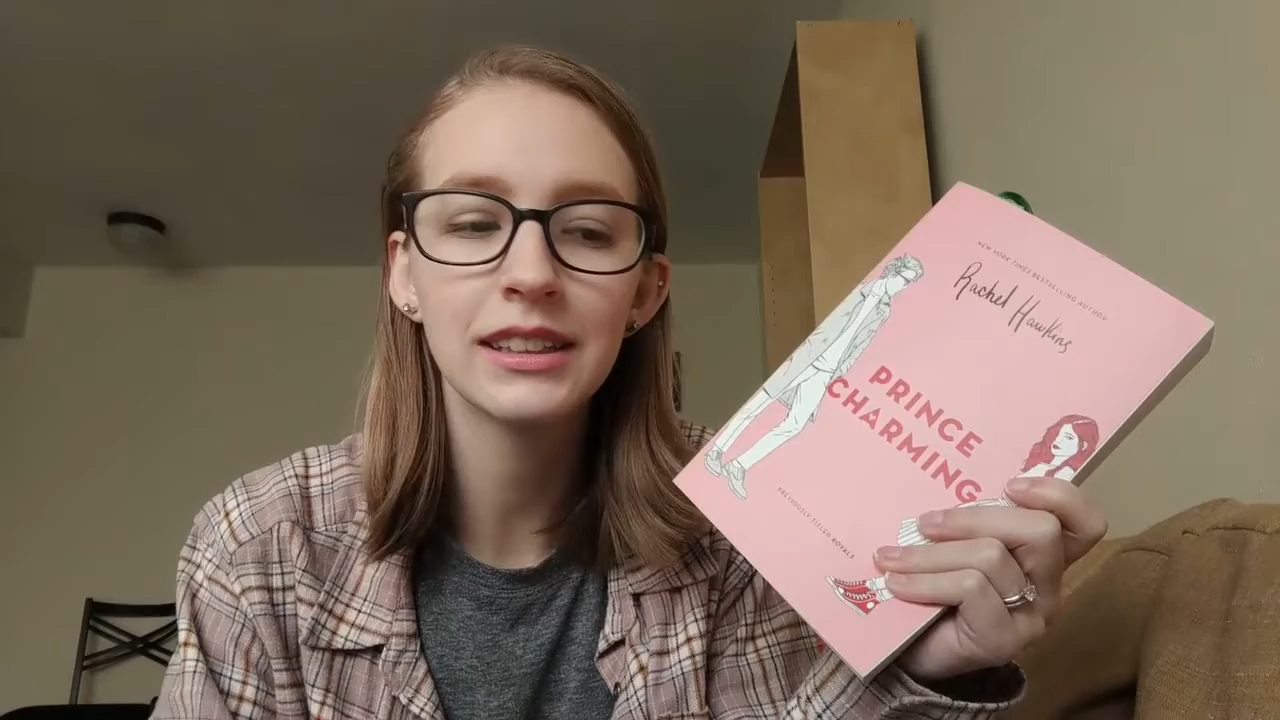 NEW YORK TIMES BESTSELLING AUTHOR
Rachel Hawkins
PRINCE
CHARMING
PREVIOUSLY TITLED ROYALS